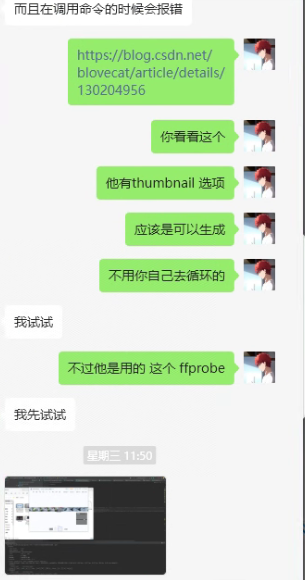 而且在调用命令的时候会报错
https://blog.csdn.net/
blovecat/article/details/
130204956
你看看这个
他有thumbnail 选项
应该是可以生成
不用你自己去循环的
我试试
不过他是用的 这个 ffprobe
我先试试
星期三 11:50